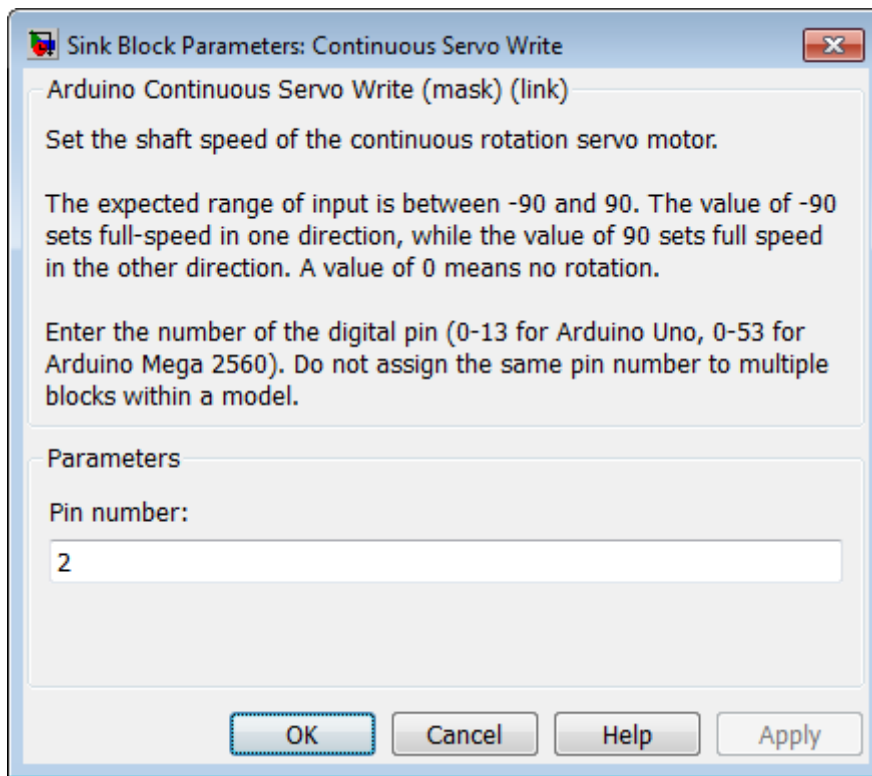 Sink Block Parameters: Continuous Servo Write
Arduino Continuous Servo Write (mask) (link)
Set the shaft speed of the continuous rotation servo motor.
The expected range of input is between -90 and 90. The value of -90
sets full-speed in one direction, while the value of 90 sets full speed
in the other direction. A value of 0 means no rotation.
Enter the number of the digital pin (0-13 for Arduino Uno, 0-53 for
Arduino Mega 2560). Do not assign the same pin number to multiple
blocks within a model.
Parameters
Pin number:
2
OK Cancel Help Apply